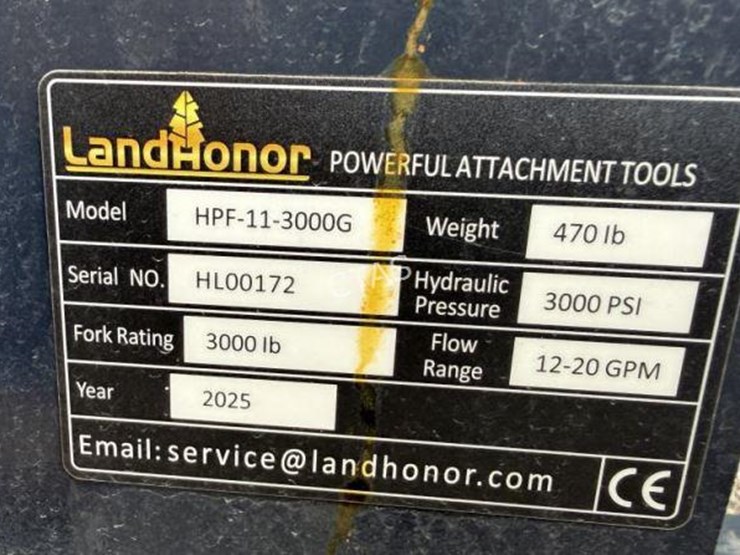 LandHonor POWERFUL ATTACHMENT TOOLS
Model HPF-11-3000G Weight 470 lb
Serial NO. HL00172 Hydraulic Pressure 3000 PSI
Fork Rating 3000 lb Flow Range 12-20 GPM
Year 2025
Email: service@landhonor.com CE